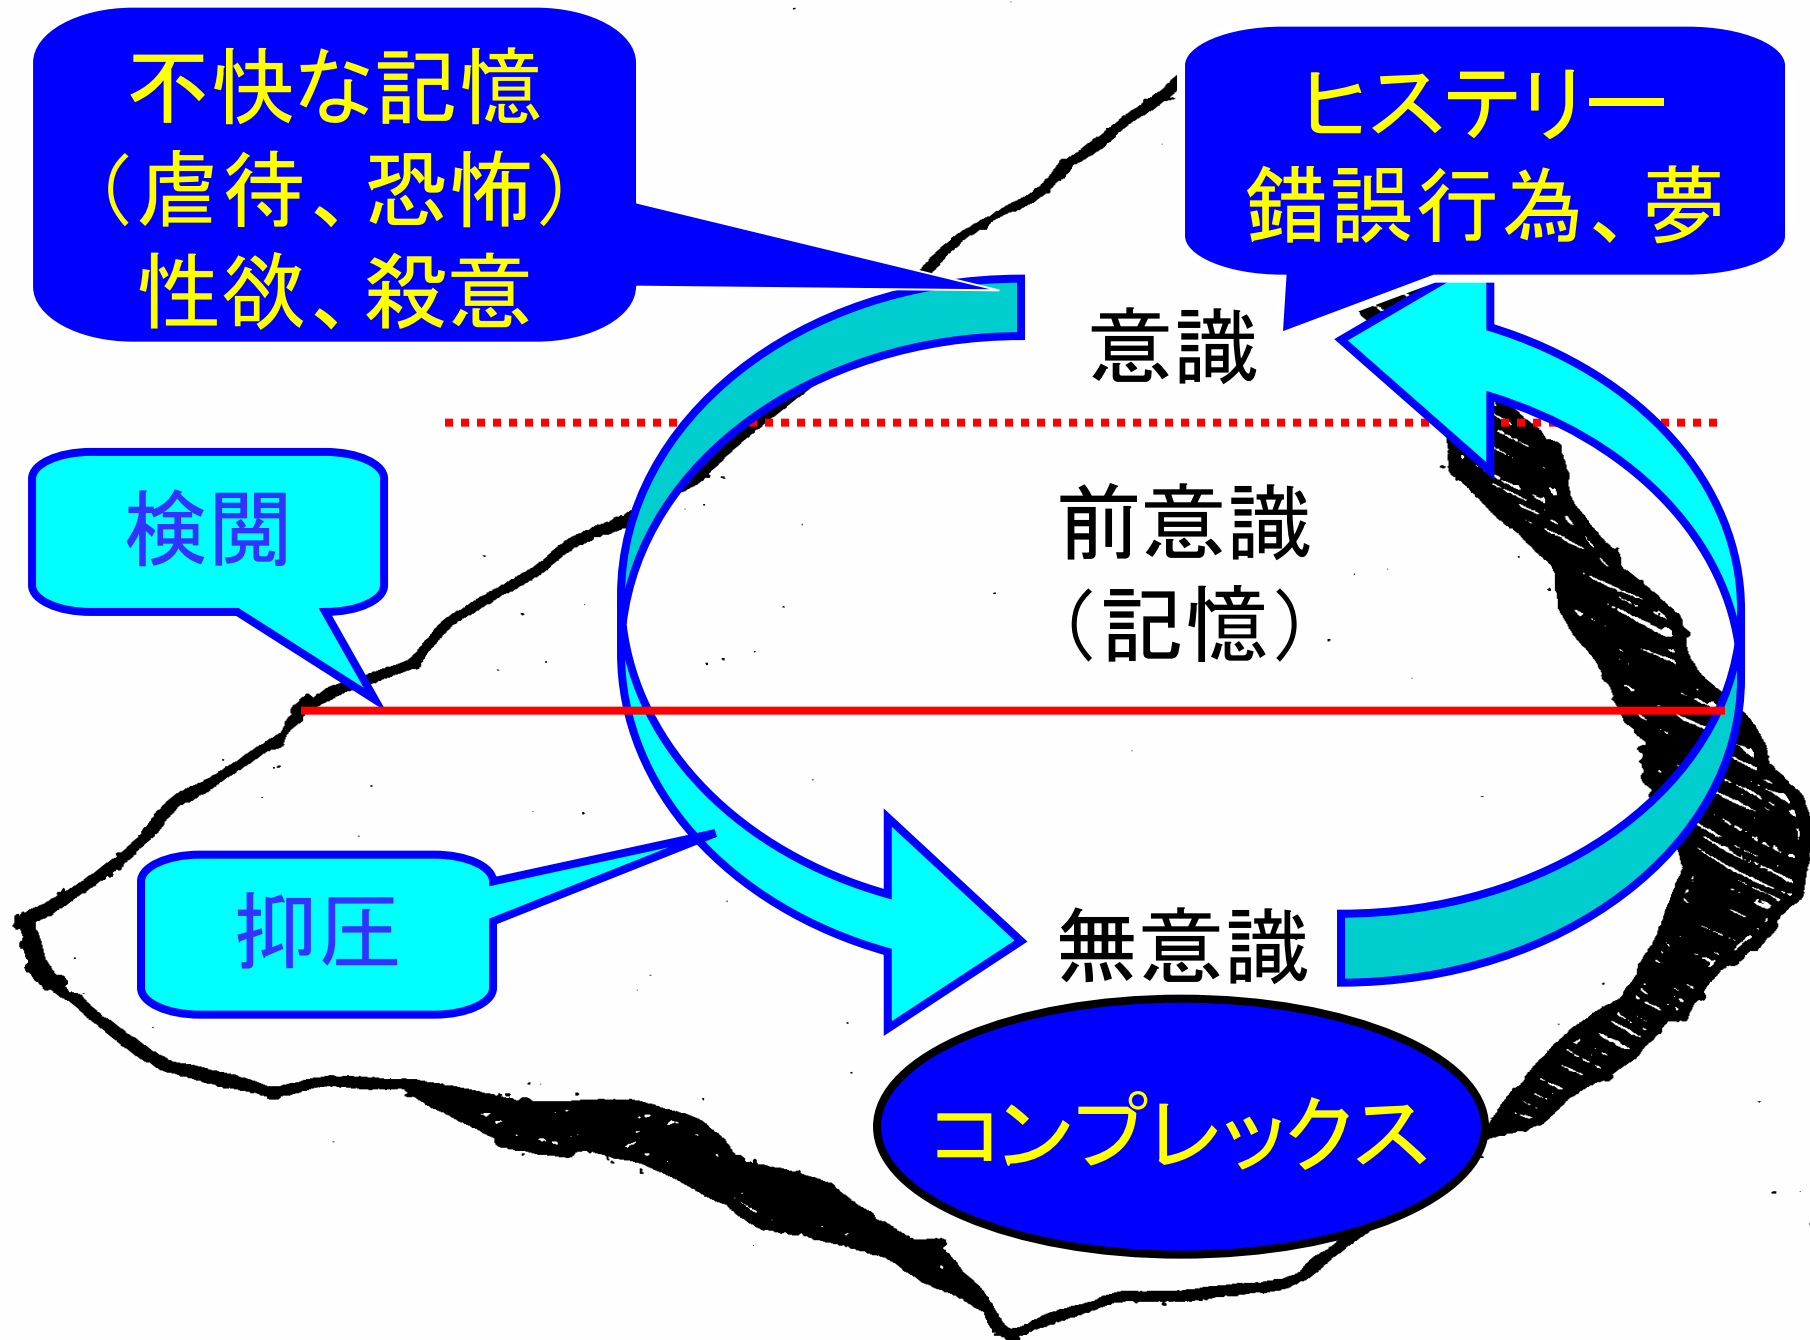 不快な記憶
（虐待、恐怖）
性欲、殺意
ヒステリー
錯誤行為、夢
意識
検閲
前意識
（記憶）
抑圧
無意識
コンプレックス